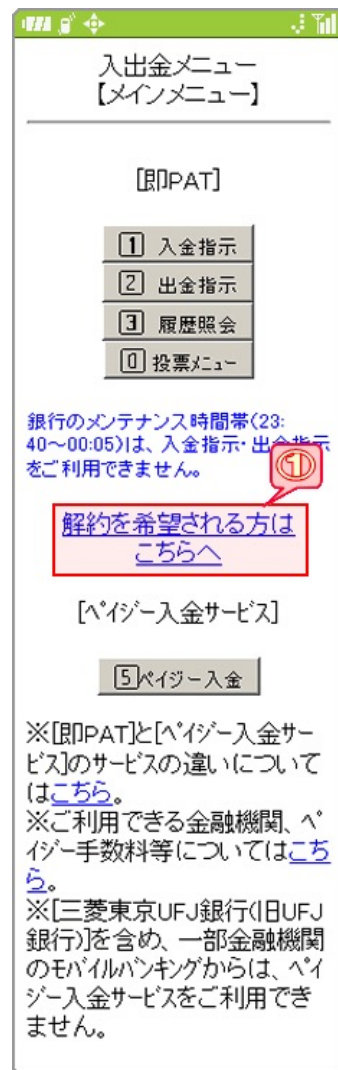 入出金メニュー
【メインメニュー】
[即PAT]
1 入金指示
2 出金指示
3 履歴照会
0 投票ﾒﾆｭｰ
銀行のﾒﾝﾃﾅﾝｽ時間帯(23:
40～00:05)は、入金指示・出金指示
をご利用できません。
①
解約を希望される方は
こちらへ
[ﾍﾟｲｼﾞｰ入金ｻｰﾋﾞｽ]
5 ﾍﾟｲｼﾞｰ入金
※[即PAT]と[ﾍﾟｲｼﾞｰ入金ｻｰ
ﾋﾞｽ]のｻｰﾋﾞｽの違いについて
はこちら。
※ご利用できる金融機関、ﾍﾟ
ｲｼﾞｰ手数料等についてはこち
ら。
※[三菱東京UFJ銀行(旧UFJ
銀行)]を含め、一部金融機関
のﾓﾊﾞｲﾙﾊﾞﾝｷﾝｸﾞからは、ﾍﾟｲ
ｼﾞｰ入金ｻｰﾋﾞｽをご利用でき
ません。